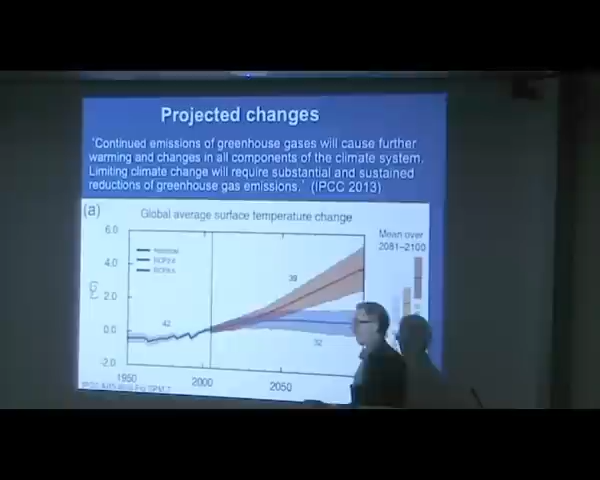 Projected changes
'Continued emissions of greenhouse gases will cause further
warming and changes in all components of the climate system.
Limiting climate change will require substantial and sustained
reductions of greenhouse gas emissions.' (IPCC 2013)
(a)
Global average surface temperature change
Mean over
2081–2100
6.0
4.0
2.0
0.0
-2.0
39
42
32
1950
2000
2050